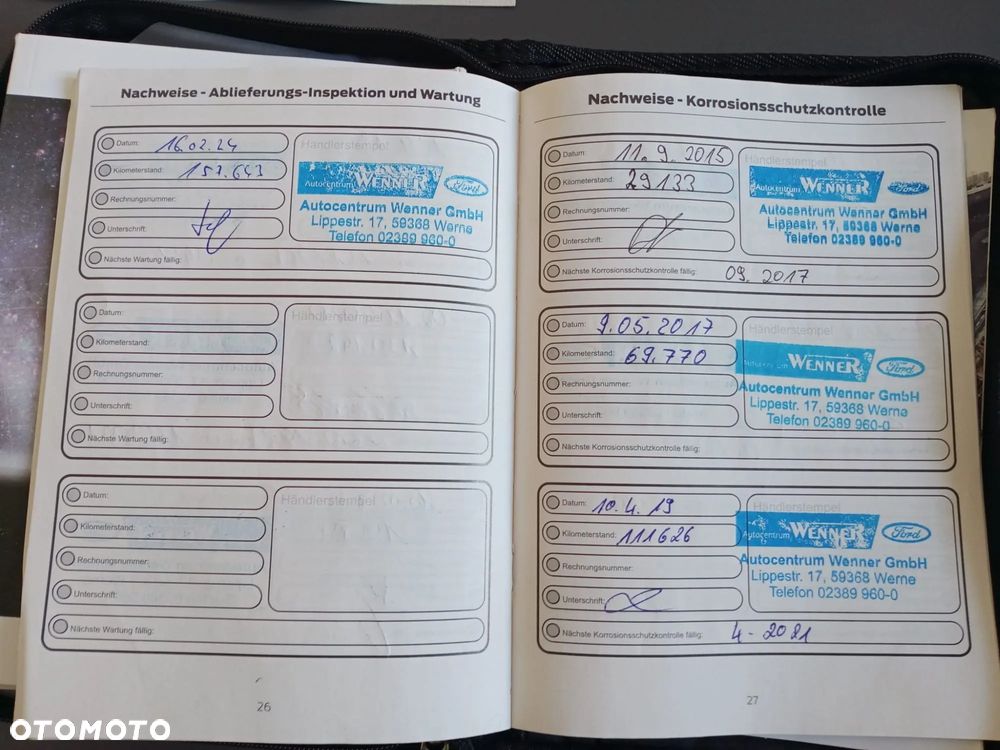 Nachweise - Ablieferungs-Inspektion und Wartung
Datum: 16.02.24
Kilometerstand: 157.643
Rechnungsnummer:
Unterschrift:
Nächste Wartung fällig:
Händlerstempel
Autocentrum WENNER Ford
Autocentrum Wenner GmbH
Lippestr. 17, 59368 Werne
Telefon 02389 960-0
Datum:
Kilometerstand:
Rechnungsnummer:
Unterschrift:
Nächste Wartung fällig:
Händlerstempel
Datum:
Kilometerstand:
Rechnungsnummer:
Unterschrift:
Nächste Wartung fällig:
Händlerstempel
26
Nachweise - Korrosionsschutzkontrolle
Datum: 11.9.2015
Kilometerstand: 29133
Rechnungsnummer:
Unterschrift:
Nächste Korrosionsschutzkontrolle fällig: 09.2017
Händlerstempel
Autocentrum WENNER Ford
Autocentrum Wenner GmbH
Lippestr. 17, 59368 Werne
Telefon 02389 960-0
Datum: 9.05.2017
Kilometerstand: 69.770
Rechnungsnummer:
Unterschrift:
Nächste Korrosionsschutzkontrolle fällig:
Händlerstempel
Autocentrum WENNER Ford
Autocentrum Wenner GmbH
Lippestr. 17, 59368 Werne
Telefon 02389 960-0
Datum: 10.4.19
Kilometerstand: 111626
Rechnungsnummer:
Unterschrift:
Nächste Korrosionsschutzkontrolle fällig: 4-2021
Händlerstempel
Autocentrum WENNER Ford
Autocentrum Wenner GmbH
Lippestr. 17, 59368 Werne
Telefon 02389 960-0
27
OTOMOTO